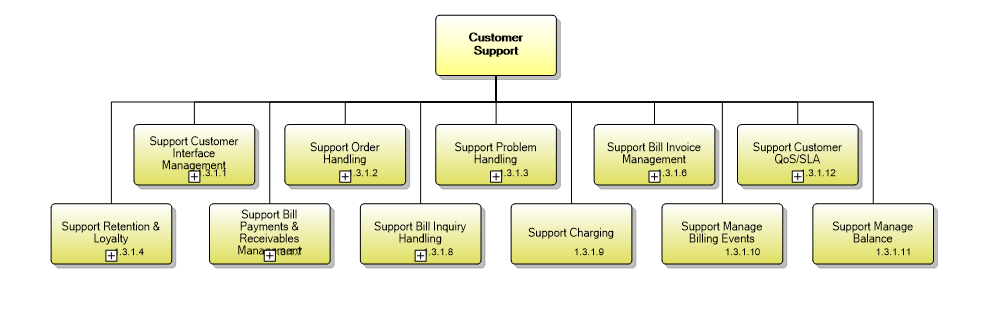 Customer
Support
Support Customer
Interface
Management
.3.1.1
Support Order
Handling
.3.1.2
Support Problem
Handling
.3.1.3
Support Bill Invoice
Management
.3.1.6
Support Customer
QoS/SLA
.3.1.12
Support Retention &
Loyalty
1.3.1.4
Support Bill
Payments &
Receivables
Management
Support Bill Inquiry
Handling
.3.1.8
Support Charging
1.3.1.9
Support Manage
Billing Events
1.3.1.10
Support Manage
Balance
1.3.1.11